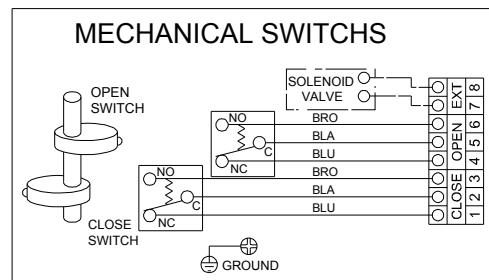 MECHANICAL SWITCHS
OPEN
SWITCH
CLOSE
SWITCH
SOLENOID
VALVE
NO
C
NC
BRO
BLA
BLU
NO
C
NC
BRO
BLA
BLU
GROUND
EXT
OPEN
CLOSE
8
7
6
5
4
3
2
1